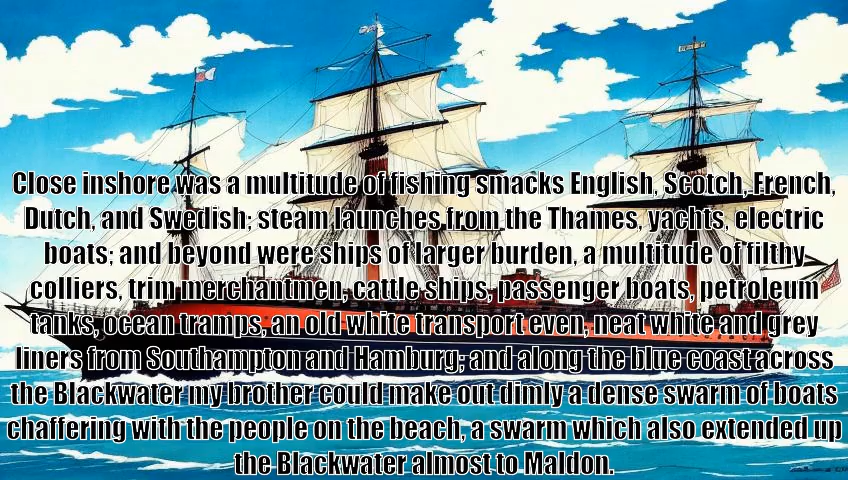 Close inshore was a multitude of fishing smacks English, Scotch, French,
Dutch, and Swedish; steam launches from the Thames, yachts, electric
boats; and beyond were ships of larger burden, a multitude of filthy
colliers, trim merchantmen, cattle ships, passenger boats, petroleum
tanks, ocean tramps, an old white transport even, neat white and grey
liners from Southampton and Hamburg; and along the blue coast across
the Blackwater my brother could make out dimly a dense swarm of boats
chaffering with the people on the beach, a swarm which also extended up
the Blackwater almost to Maldon.